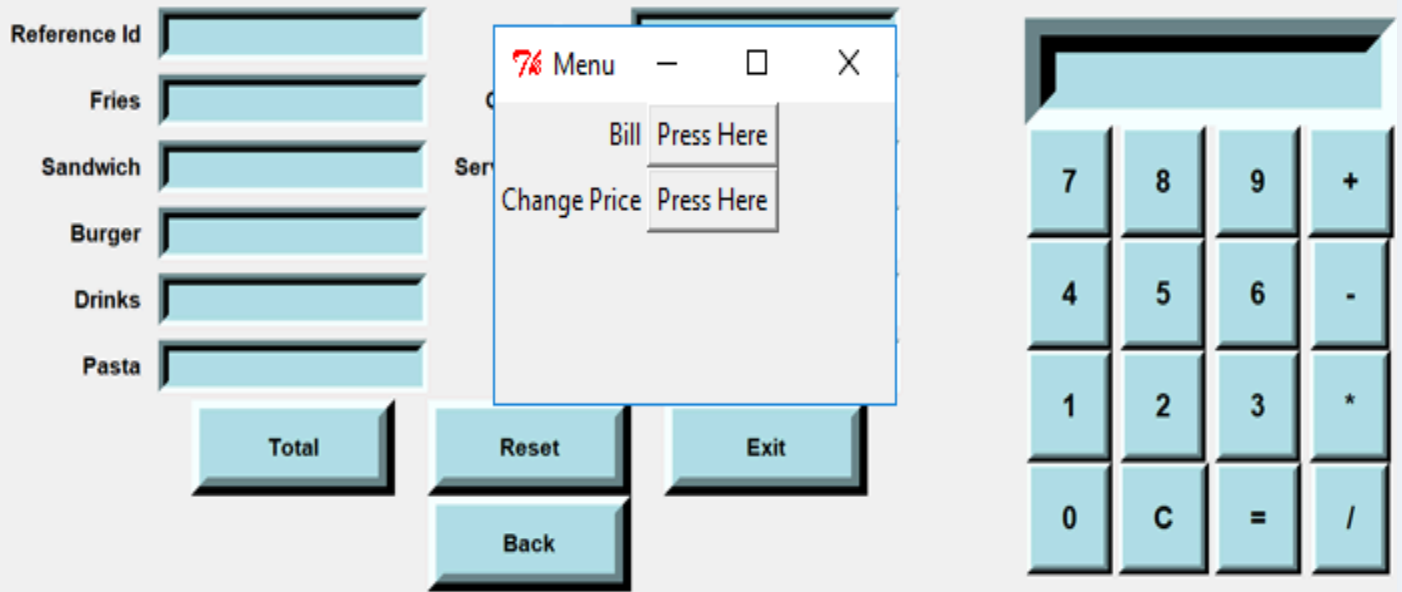 Reference Id
Fries
Sandwich
Burger
Drinks
Pasta
Menu
Bill Press Here
Change Price Press Here
Total Reset Exit
Back
7 8 9 +
4 5 6 -
1 2 3 *
0 C = /